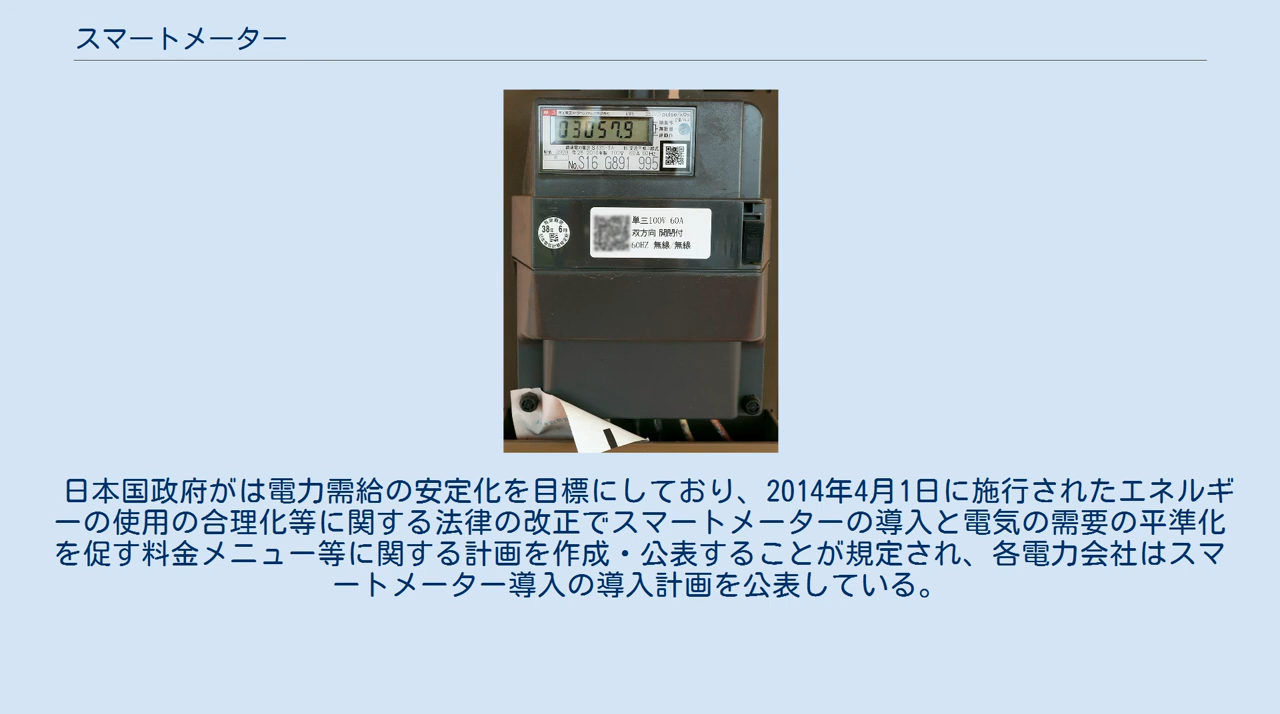 スマートメーター
03057.9
No.S16 G891 995
単三100V 60A
双方向 開閉付
60HZ 無線/無線
38年 6月
日本国政府がは電力需給の安定化を目標にしており、2014年4月1日に施行されたエネルギ
ーの使用の合理化等に関する法律の改正でスマートメーターの導入と電気の需要の平準化
を促す料金メニュー等に関する計画を作成・公表することが規定され、各電力会社はスマ
ートメーター導入の導入計画を公表している。